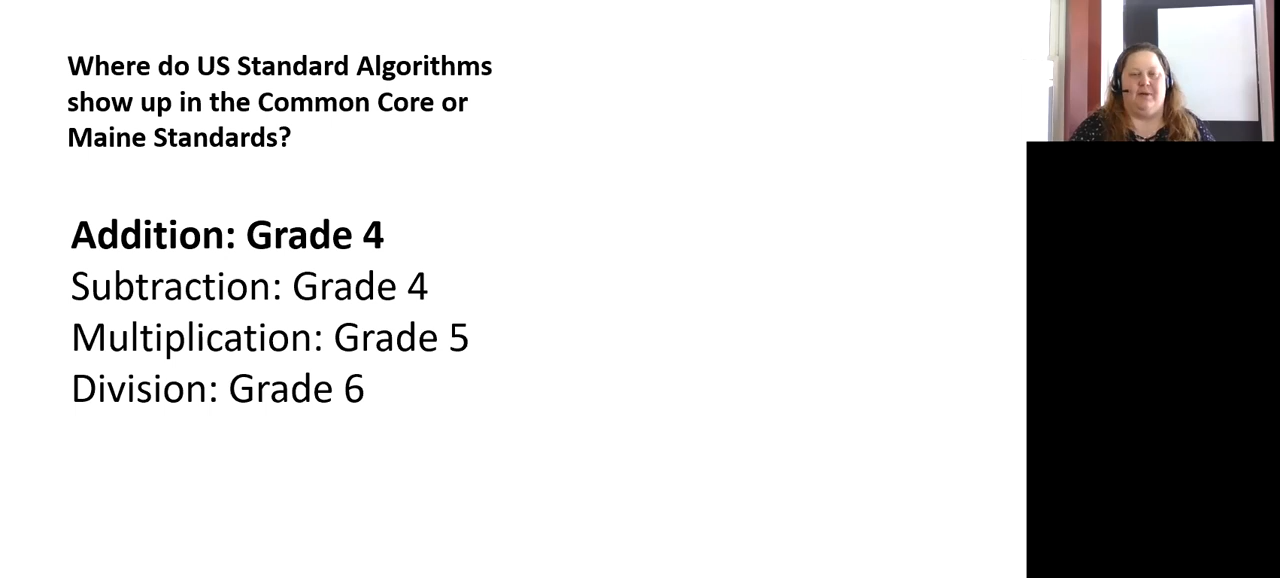 Where do US Standard Algorithms
show up in the Common Core or
Maine Standards?
Addition: Grade 4
Subtraction: Grade 4
Multiplication: Grade 5
Division: Grade 6